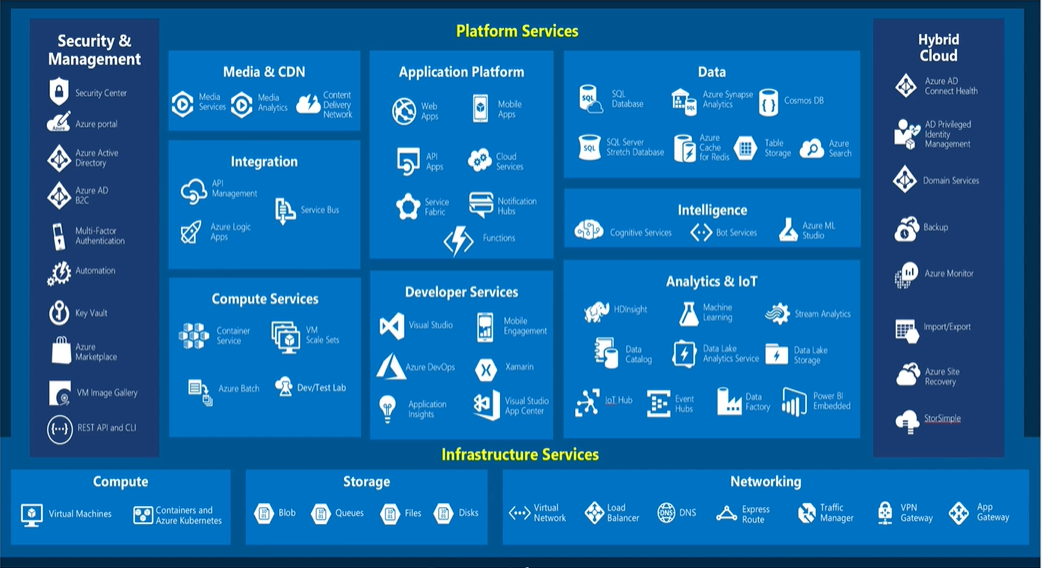 Platform Services
Security &
Management
Security Center
Azure portal
Azure Active
Directory
Azure AD
B2C
Multi-Factor
Authentication
Automation
Key Vault
Azure
Marketplace
VM Image Gallery
REST API and CLI
Media & CDN
Media
Services
Media
Analytics
Content
Delivery
Network
Integration
API
Management
Service Bus
Azure Logic
Apps
Compute Services
Container
Service
VM
Scale Sets
Azure Batch
Dev/Test Lab
Application Platform
Web
Apps
Mobile
Apps
API
Apps
Cloud
Services
Service
Fabric
Notification
Hubs
Functions
Developer Services
Visual Studio
Mobile
Engagement
Azure DevOps
Xamarin
Application
Insights
Visual Studio
App Center
Data
SQL
Database
Azure Synapse
Analytics
Cosmos DB
SQL Server
Stretch Database
Azure
Cache
for Redis
Table
Storage
Azure
Search
Intelligence
Cognitive Services
Bot Services
Azure ML
Studio
Analytics & IoT
HDInsight
Machine
Learning
Stream Analytics
Data
Catalog
Data Lake
Analytics Service
Data Lake
Storage
IoT Hub
Event
Hubs
Data
Factory
Power BI
Embedded
Hybrid
Cloud
Azure AD
Connect Health
AD Privileged
Identity
Management
Domain Services
Backup
Azure Monitor
Import/Export
Azure Site
Recovery
StorSimple
Infrastructure Services
Compute
Virtual Machines
Containers and
Azure Kubernetes
Storage
Blob
Queues
Files
Disks
Networking
Virtual
Network
Load
Balancer
DNS
Express
Route
Traffic
Manager
VPN
Gateway
App
Gateway